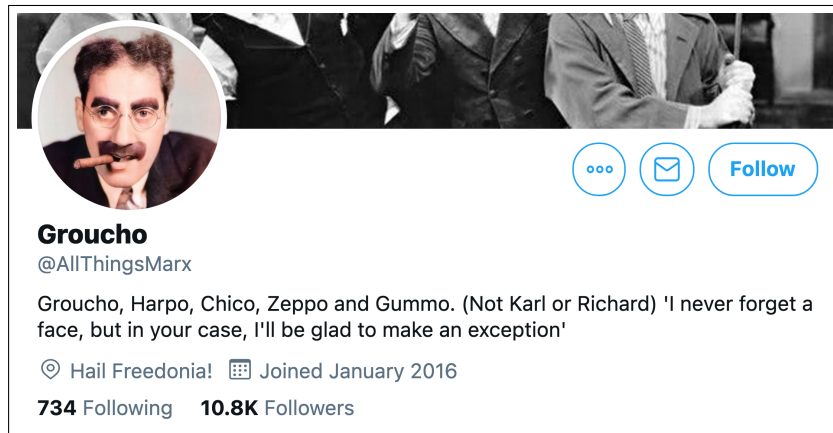 Follow
Groucho
@AllThingsMarx
Groucho, Harpo, Chico, Zeppo and Gummo. (Not Karl or Richard) 'I never forget a
face, but in your case, I'll be glad to make an exception'
Hail Freedonia! Joined January 2016
734 Following 10.8K Followers